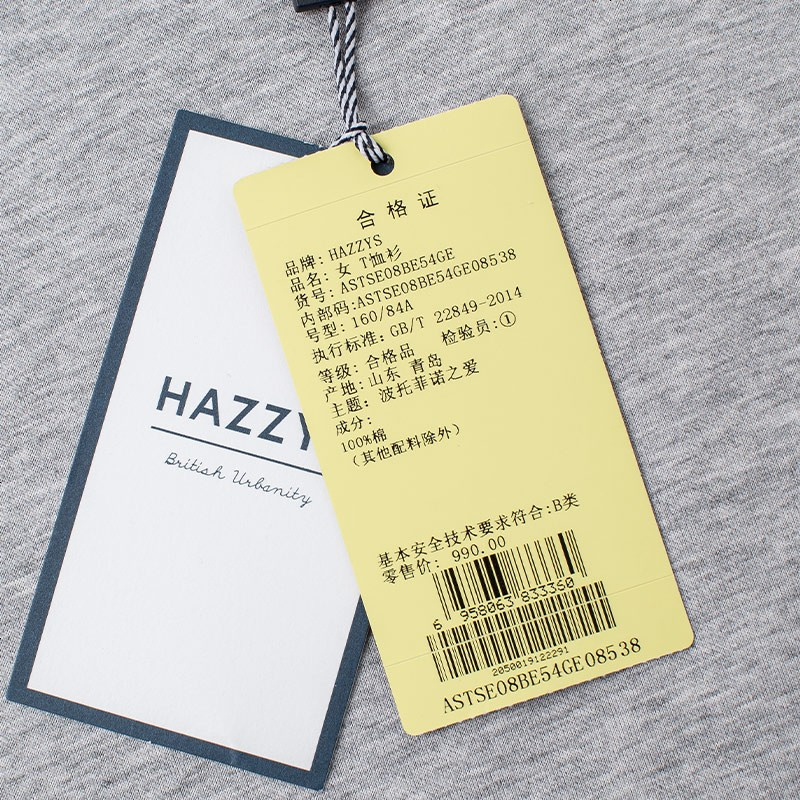 HAZZY
British Urbanity
合格证
品牌: HAZZYS
品名: 女 T恤衫
货号: ASTSE08BE54GE
内部码:ASTSE08BE54GE08538
号型: 160/84A
执行标准: GB/T 22849-2014
等级: 合格品 检验员:①
产地: 山东 青岛
主题: 波托菲诺之爱
成分:
100%棉
(其他配料除外)
基本安全技术要求符合:B类
零售价: 990.00
6 958063 833360
2050019122291
ASTSE08BE54GE08538